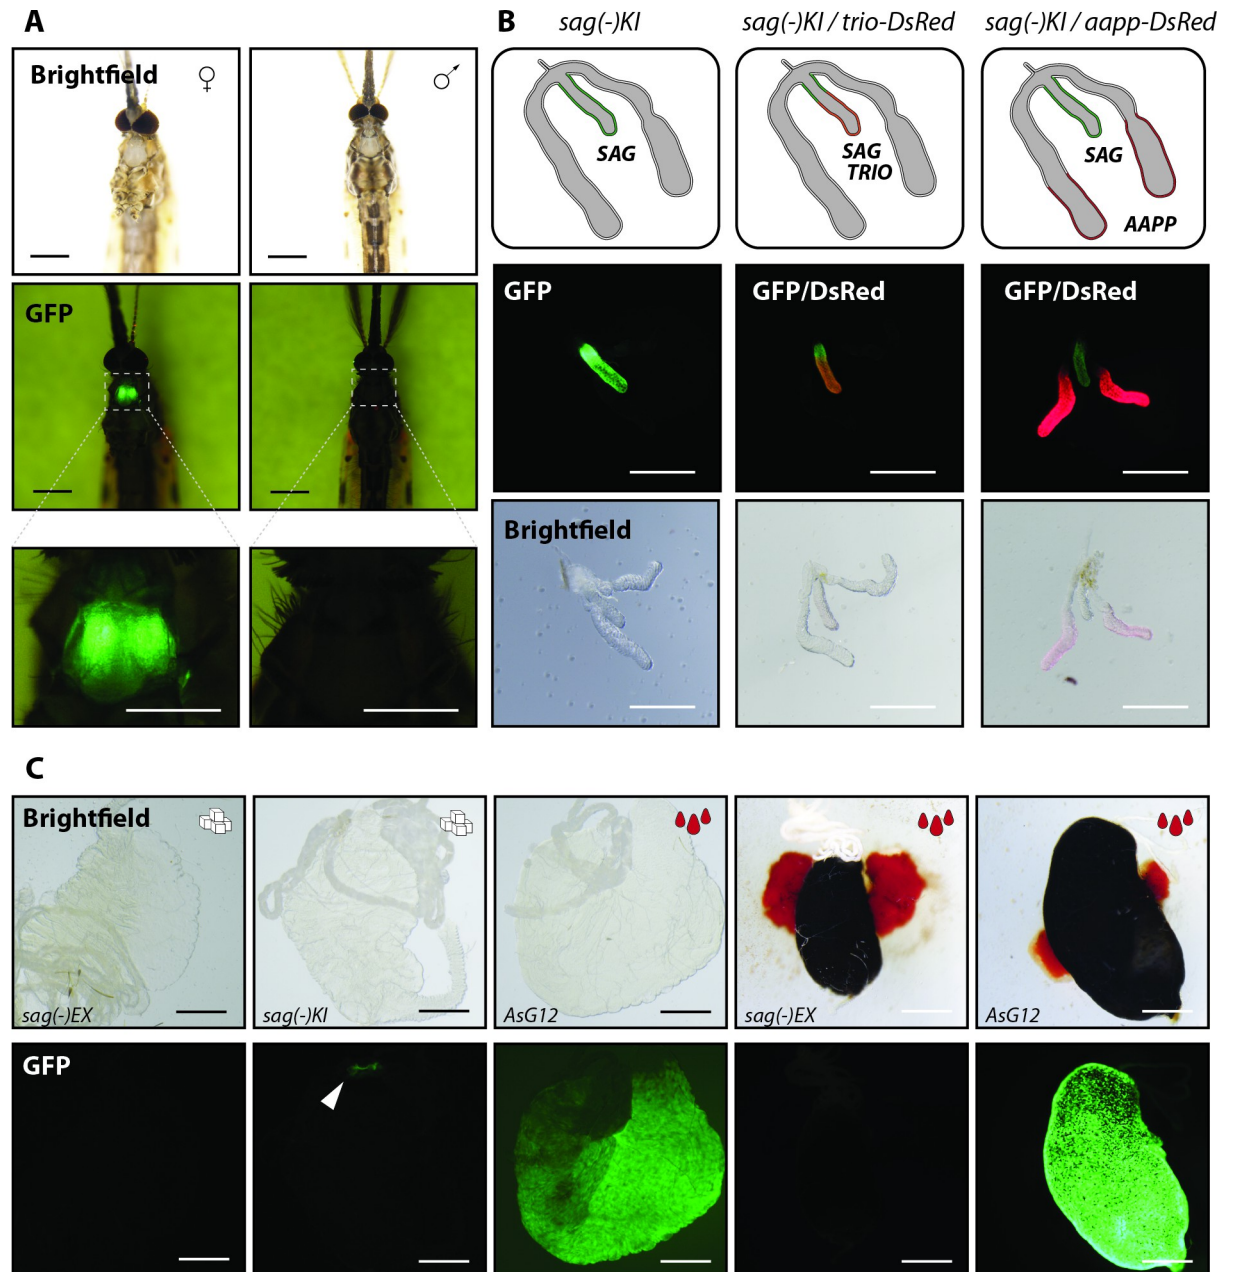 A
Brightfield
♀
♂
GFP
B
sag(-)KI
sag(-)KI / trio-DsRed
sag(-)KI / aapp-DsRed
SAG
SAG
TRIO
SAG
AAPP
GFP
GFP/DsRed
GFP/DsRed
Brightfield
C
Brightfield
sag(-)EX
sag(-)KI
AsG12
sag(-)EX
AsG12
GFP